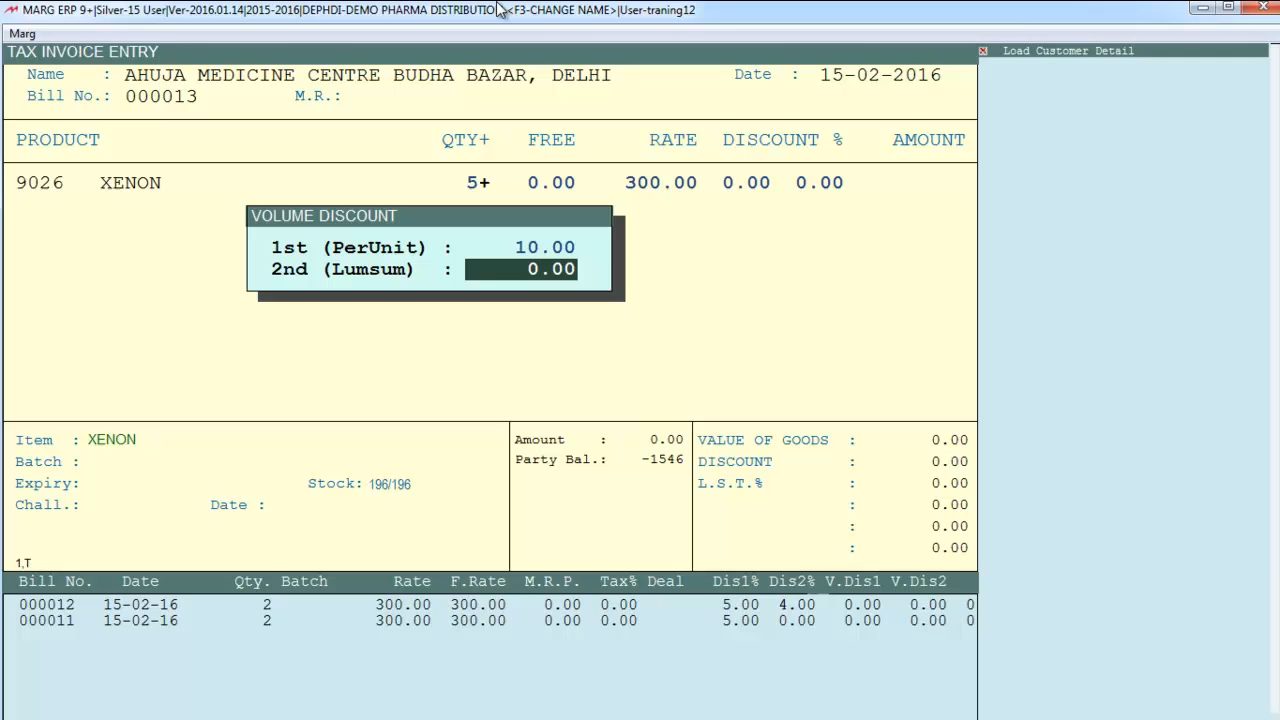 MARG ERP 9+|Silver-15 User|Ver-2016.01.14|2015-2016|DEPHDI-DEMO PHARMA DISTRIBUTIO <F3-CHANGE NAME>|User-traning12
Marg
TAX INVOICE ENTRY
Load Customer Detail
Name : AHUJA MEDICINE CENTRE BUDHA BAZAR, DELHI Date : 15-02-2016
Bill No.: 000013 M.R.:
PRODUCT QTY+ FREE RATE DISCOUNT % AMOUNT
9026 XENON 5+ 0.00 300.00 0.00 0.00
VOLUME DISCOUNT
1st (PerUnit) : 10.00
2nd (Lumsum) : 0.00
Item : XENON Amount : 0.00 VALUE OF GOODS : 0.00
Batch : Party Bal.: -1546 DISCOUNT : 0.00
Expiry: Stock: 196/196 L.S.T.% : 0.00
Chall.: Date : : 0.00
: 0.00
: 0.00
1,T
Bill No. Date Qty. Batch Rate F.Rate M.R.P. Tax% Deal Dis1% Dis2% V.Dis1 V.Dis2
000012 15-02-16 2 300.00 300.00 0.00 0.00 5.00 4.00 0.00 0.00 0
000011 15-02-16 2 300.00 300.00 0.00 0.00 5.00 0.00 0.00 0.00 0